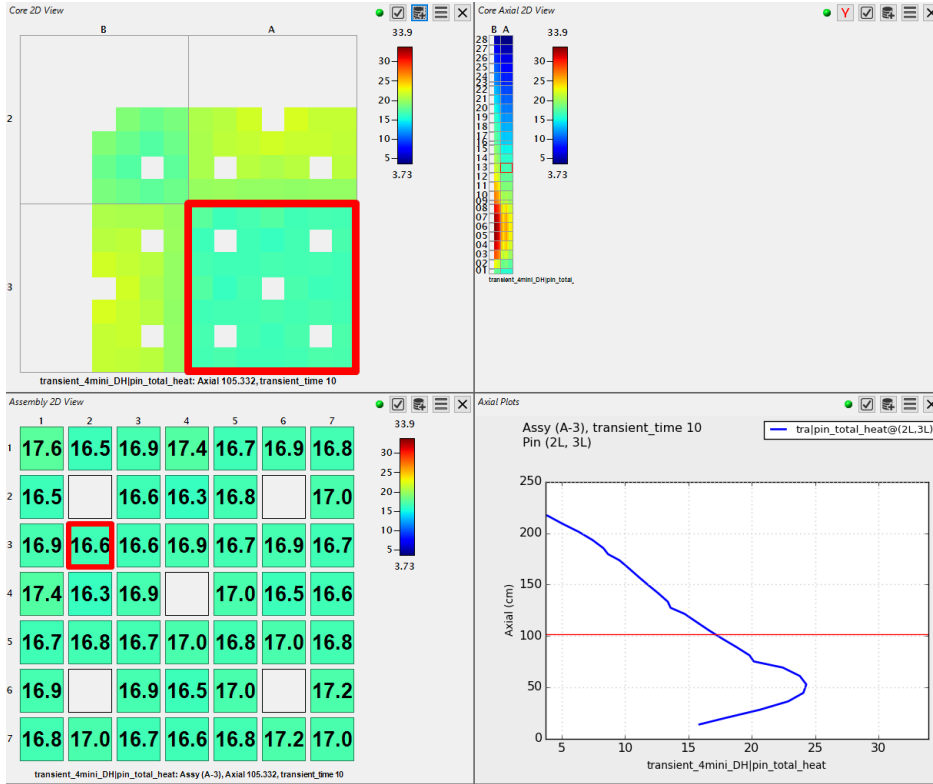 Core 2D View
B A
33.9
30
25
20
15
10
5
3.73
2
3
transient_4mini_DH|pin_total_heat: Axial 105.332, transient_time 10
Core Axial 2D View
Y
B A
33.9
30
25
20
15
10
5
3.73
28
27
26
25
24
23
22
21
20
19
18
17
16
15
14
13
12
11
10
09
08
07
06
05
04
03
02
01
transient_4mini_DH|pin_total_
Assembly 2D View
1 2 3 4 5 6 7
1 17.6 16.5 16.9 17.4 16.7 16.9 16.8
2 16.5 16.6 16.3 16.8 17.0
3 16.9 16.6 16.6 16.9 16.7 16.9 16.7
4 17.4 16.3 16.9 17.0 16.5 16.6
5 16.7 16.8 17.0 17.0 16.8 17.0 16.8
6 16.9 16.9 16.5 17.0 17.2
7 16.8 17.0 16.7 16.6 16.8 17.2 17.0
33.9
30
25
20
15
10
5
3.73
transient_4mini_DH|pin_total_heat: Assy (A-3), Axial 105.332, transient_time 10
Axial Plots
Assy (A-3), transient_time 10
Pin (2L, 3L)
tra|pin_total_heat@(2L,3L)
Axial (cm)
250
200
150
100
50
0
5 10 15 20 25 30
transient_4mini_DH|pin_total_heat